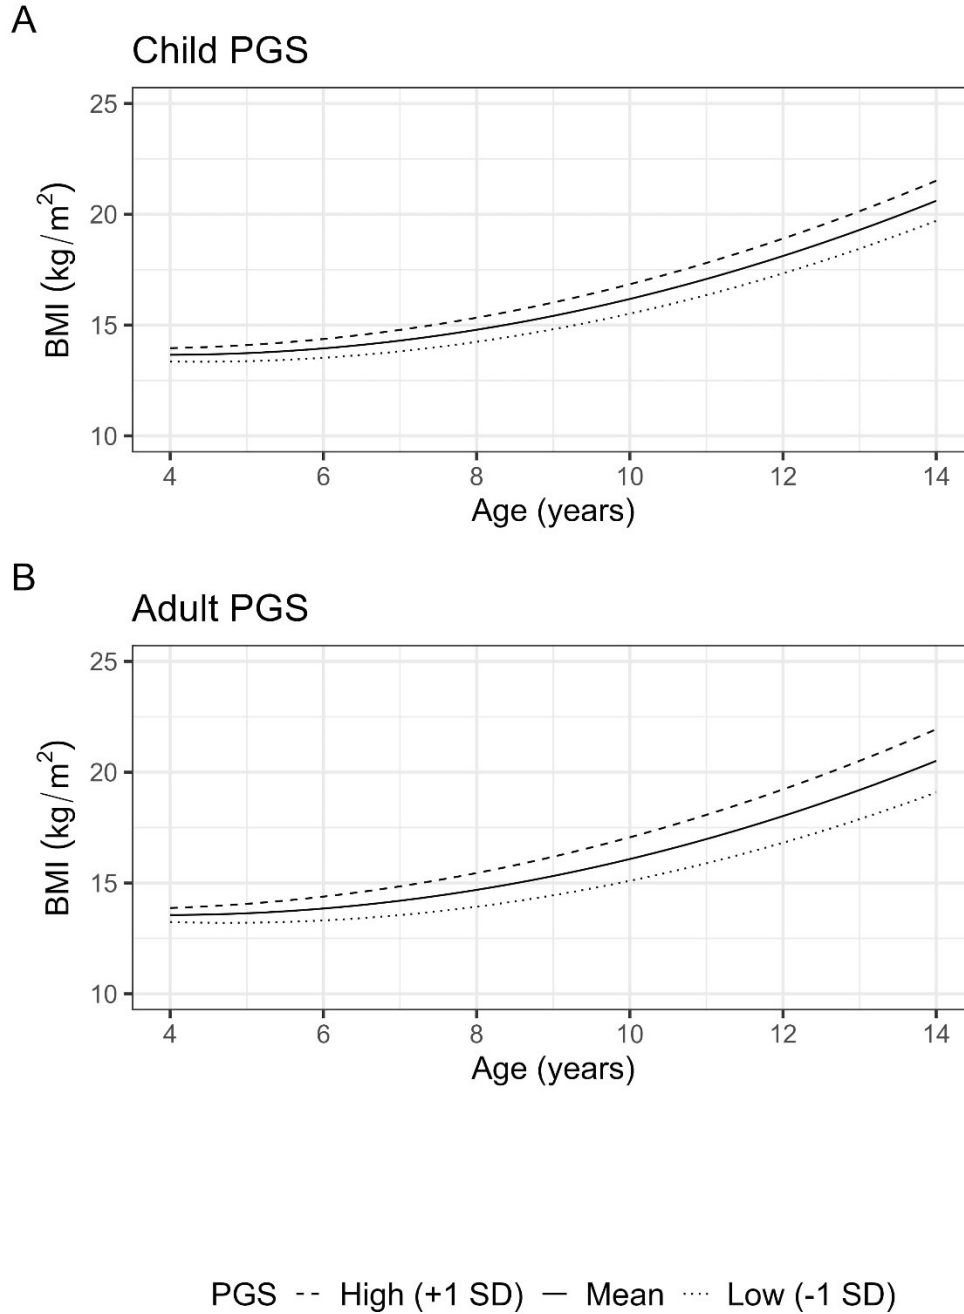 A
Child PGS
25
20
15
10
BMI (kg/m²)
4 6 8 10 12 14
Age (years)
B
Adult PGS
25
20
15
10
BMI (kg/m²)
4 6 8 10 12 14
Age (years)
PGS High (+1 SD) Mean Low (-1 SD)